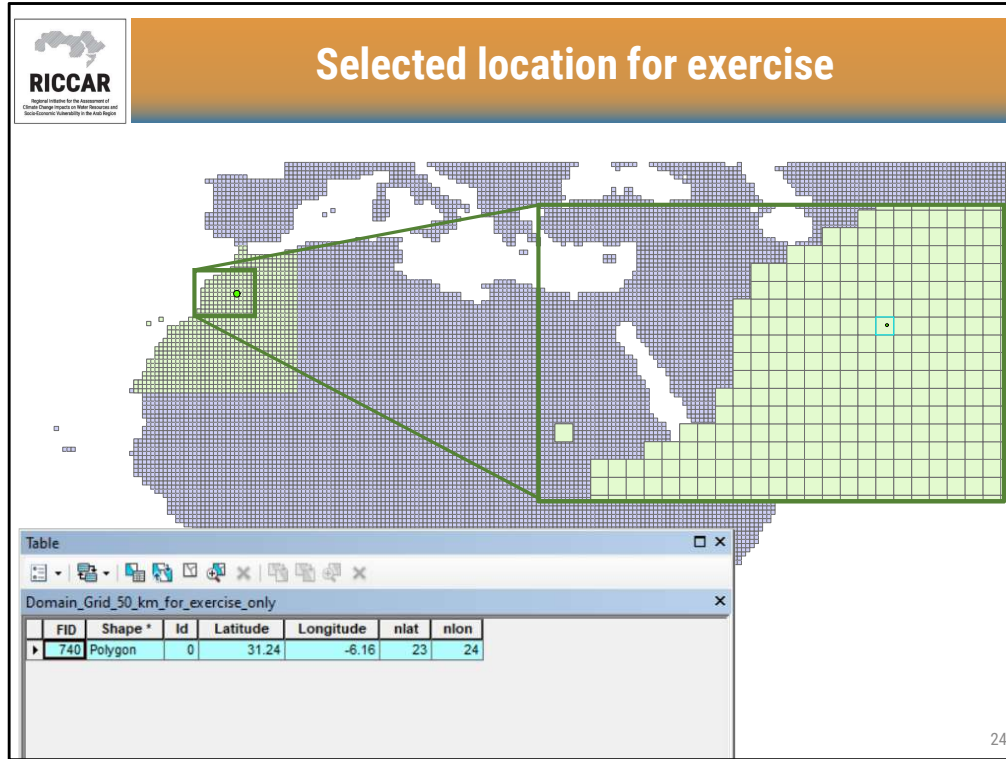 RICCAR
Regional Initiative for the Assessment of
Climate Change Impacts on Water Resources and
Socio-Economic Vulnerability in the Arab Region
Selected location for exercise
Table
Domain_Grid_50_km_for_exercise_only
FID Shape * Id Latitude Longitude nlat nlon
740 Polygon 0 31.24 -6.16 23 24
24